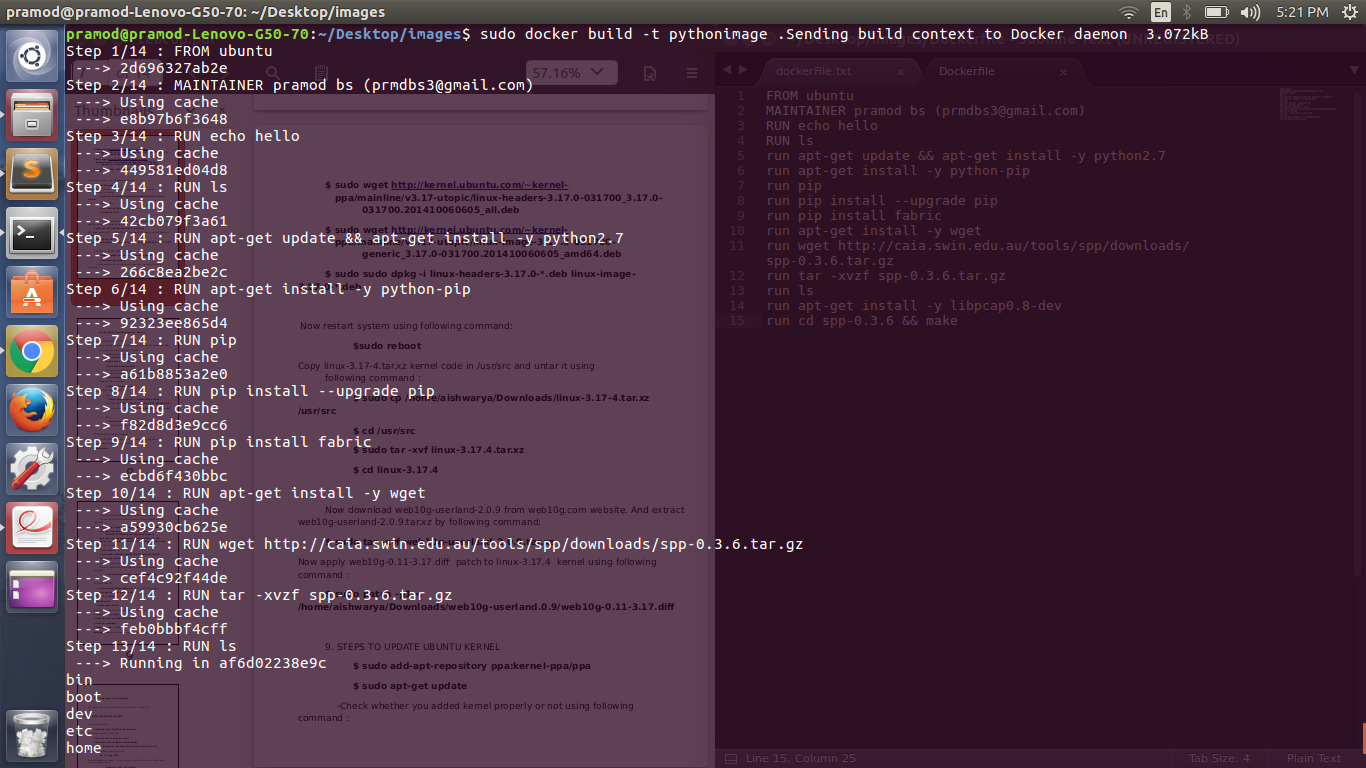 pramod@pramod-Lenovo-G50-70: ~/Desktop/images
En
5:21 PM
pramod@pramod-Lenovo-G50-70:~/Desktop/images$ sudo docker build -t pythonimage .Sending build context to Docker daemon 3.072kB
Step 1/14 : FROM ubuntu
---> 2d696327ab2e
Step 2/14 : MAINTAINER pramod bs (prmdbs3@gmail.com)
---> Using cache
---> e8b97b6f3648
Step 3/14 : RUN echo hello
---> Using cache
---> 449581ed04d8
Step 4/14 : RUN ls
---> Using cache
---> 42cb079f3a61
Step 5/14 : RUN apt-get update && apt-get install -y python2.7
---> Using cache
---> 266c8ea2be2c
Step 6/14 : RUN apt-get install -y python-pip
---> Using cache
---> 92323ee865d4
Step 7/14 : RUN pip
---> Using cache
---> a61b8853a2e0
Step 8/14 : RUN pip install --upgrade pip
---> Using cache
---> f82d8d3e9cc6
Step 9/14 : RUN pip install fabric
---> Using cache
---> ecbd6f430bbc
Step 10/14 : RUN apt-get install -y wget
---> Using cache
---> a59930cb625e
Step 11/14 : RUN wget http://caia.swin.edu.au/tools/spp/downloads/spp-0.3.6.tar.gz
---> Using cache
---> cef4c92f44de
Step 12/14 : RUN tar -xvzf spp-0.3.6.tar.gz
---> Using cache
---> feb0bbbf4cff
Step 13/14 : RUN ls
---> Running in af6d02238e9c
bin
boot
dev
etc
home
57.16%
$ sudo wget http://kernel.ubuntu.com/~kernel-
ppa/mainline/v3.17-utopic/linux-headers-3.17.0-031700_3.17.0-
031700.201410060605_all.deb
$ sudo wget http://kernel.ubuntu.com/~kernel-
generic_3.17.0-031700.201410060605_amd64.deb
$ sudo sudo dpkg -i linux-headers-3.17.0-*.deb linux-image-
Now restart system using following command:
$sudo reboot
Copy linux-3.17-4.tar.xz kernel code in /usr/src and untar it using
following command :
$ sudo cp /home/aishwarya/Downloads/linux-3.17-4.tar.xz
/usr/src
$ cd /usr/src
$ sudo tar -xvf linux-3.17.4.tar.xz
$ cd linux-3.17.4
Now download web10g-userland-2.0.9 from web10g.com website. And extract
web10g-userland-2.0.9.tar.xz by following command:
Now apply web10g-0.11-3.17.diff patch to linux-3.17.4 kernel using following
command :
/home/aishwarya/Downloads/web10g-userland.0.9/web10g-0.11-3.17.diff
9. STEPS TO UPDATE UBUNTU KERNEL
$ sudo add-apt-repository ppa:kernel-ppa/ppa
$ sudo apt-get update
-Check whether you added kernel properly or not using following
command :
dockerFile.txt
Dockerfile
1 FROM ubuntu
2 MAINTAINER pramod bs (prmdbs3@gmail.com)
3 RUN echo hello
4 RUN ls
5 run apt-get update && apt-get install -y python2.7
6 run apt-get install -y python-pip
7 run pip
8 run pip install --upgrade pip
9 run pip install fabric
10 run apt-get install -y wget
11 run wget http://caia.swin.edu.au/tools/spp/downloads/
spp-0.3.6.tar.gz
12 run tar -xvzf spp-0.3.6.tar.gz
13 run ls
14 run apt-get install -y libpcap0.8-dev
15 run cd spp-0.3.6 && make
Line 15, Column 25
Tab Size: 4
Plain Text